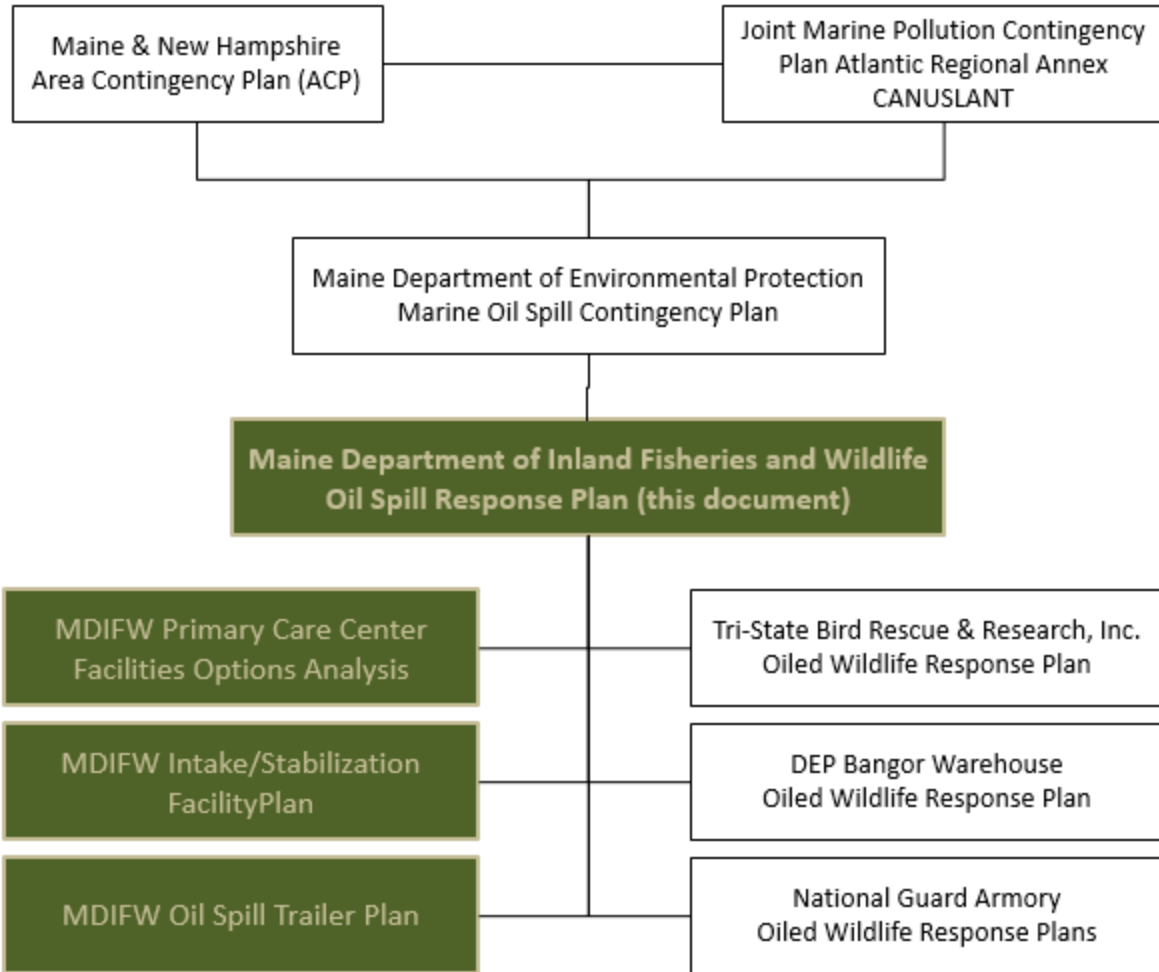 Maine & New Hampshire
Area Contingency Plan (ACP)
Joint Marine Pollution Contingency
Plan Atlantic Regional Annex
CANUSLANT
Maine Department of Environmental Protection
Marine Oil Spill Contingency Plan
Maine Department of Inland Fisheries and Wildlife
Oil Spill Response Plan (this document)
MDIFW Primary Care Center
Facilities Options Analysis
Tri-State Bird Rescue & Research, Inc.
Oiled Wildlife Response Plan
MDIFW Intake/Stabilization
FacilityPlan
DEP Bangor Warehouse
Oiled Wildlife Response Plan
MDIFW Oil Spill Trailer Plan
National Guard Armory
Oiled Wildlife Response Plans